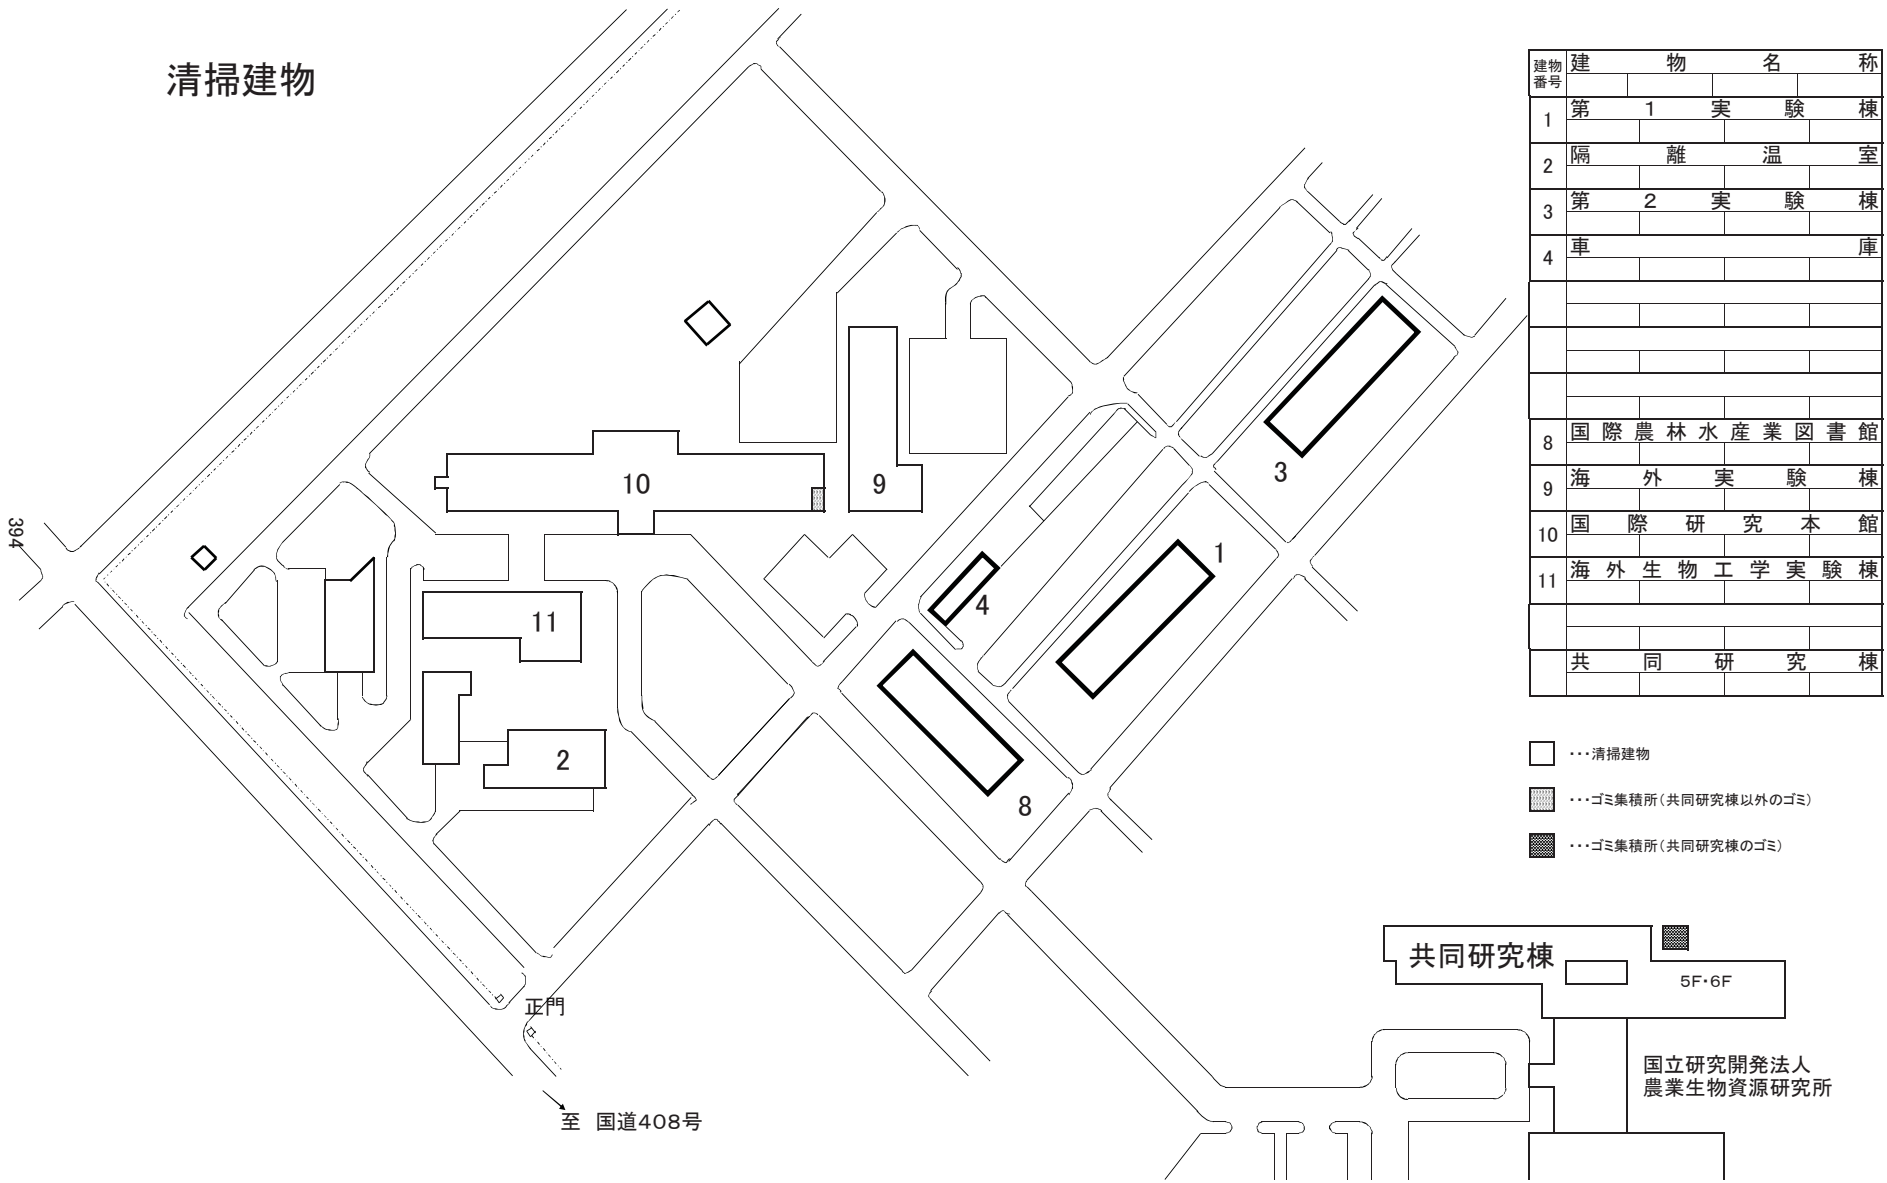 清掃建物
建物番号 建物名称
1 第1実験棟
2 隔離温室
3 第2実験棟
4 車庫
8 国際農林水産業図書館
9 海外実験棟
10 国際研究本館
11 海外生物工学実験棟
共同研究棟
3
10
9
394
1
4
11
2
8
･･･清掃建物
･･･ゴミ集積所(共同研究棟以外のゴミ)
･･･ゴミ集積所(共同研究棟のゴミ)
共同研究棟
5F･6F
正門
国立研究開発法人
農業生物資源研究所
至 国道408号